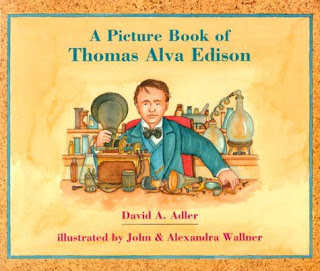 A Picture Book of
Thomas Alva Edison
David A. Adler
illustrated by John & Alexandra Wallner